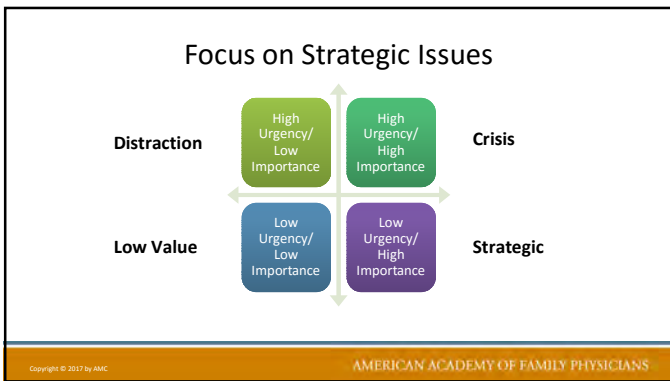 Focus on Strategic Issues
Distraction
High
Urgency/
Low
Importance
High
Urgency/
High
Importance
Crisis
Low Value
Low
Urgency/
Low
Importance
Low
Urgency/
High
Importance
Strategic
Copyright © 2017 by AMC
AMERICAN ACADEMY OF FAMILY PHYSICIANS